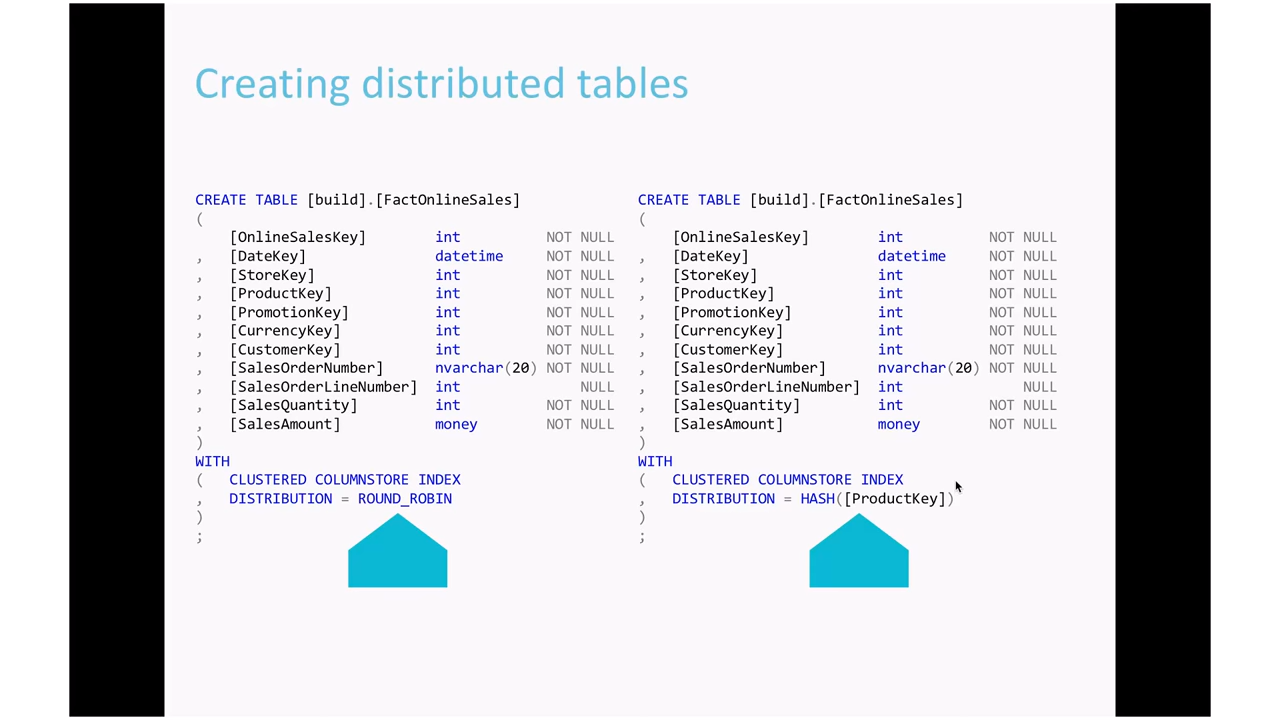 Creating distributed tables
CREATE TABLE [build].[FactOnlineSales]
(
[OnlineSalesKey] int NOT NULL
, [DateKey] datetime NOT NULL
, [StoreKey] int NOT NULL
, [ProductKey] int NOT NULL
, [PromotionKey] int NOT NULL
, [CurrencyKey] int NOT NULL
, [CustomerKey] int NOT NULL
, [SalesOrderNumber] nvarchar(20) NOT NULL
, [SalesOrderLineNumber] int NULL
, [SalesQuantity] int NOT NULL
, [SalesAmount] money NOT NULL
)
WITH
( CLUSTERED COLUMNSTORE INDEX
, DISTRIBUTION = ROUND_ROBIN
)
;
CREATE TABLE [build].[FactOnlineSales]
(
[OnlineSalesKey] int NOT NULL
, [DateKey] datetime NOT NULL
, [StoreKey] int NOT NULL
, [ProductKey] int NOT NULL
, [PromotionKey] int NOT NULL
, [CurrencyKey] int NOT NULL
, [CustomerKey] int NOT NULL
, [SalesOrderNumber] nvarchar(20) NOT NULL
, [SalesOrderLineNumber] int NULL
, [SalesQuantity] int NOT NULL
, [SalesAmount] money NOT NULL
)
WITH
( CLUSTERED COLUMNSTORE INDEX
, DISTRIBUTION = HASH([ProductKey])
)
;